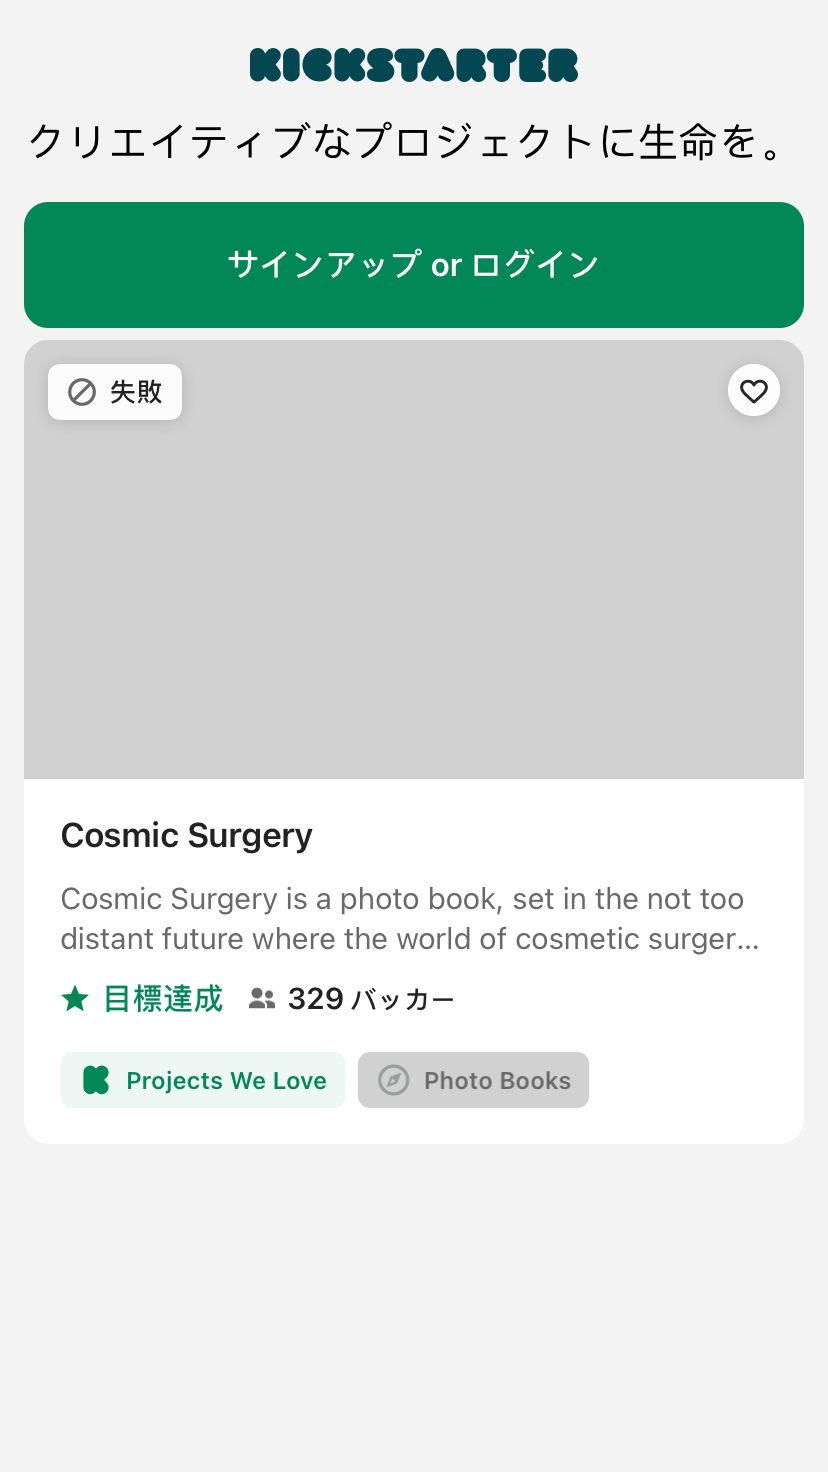 KICKSTARTER
クリエイティブなプロジェクトに生命を。
サインアップ or ログイン
失敗
Cosmic Surgery
Cosmic Surgery is a photo book, set in the not too
distant future where the world of cosmetic surger…
目標達成 329 バッカー
Projects We Love Photo Books